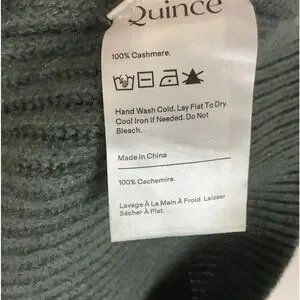 Quince
100% Cashmere.
Hand Wash Cold. Lay Flat To Dry.
Cool Iron If Needed. Do Not
Bleach.
Made in China
100% Cachemire.
Lavage À La Main À Froid. Laisser
Sécher À Plat.